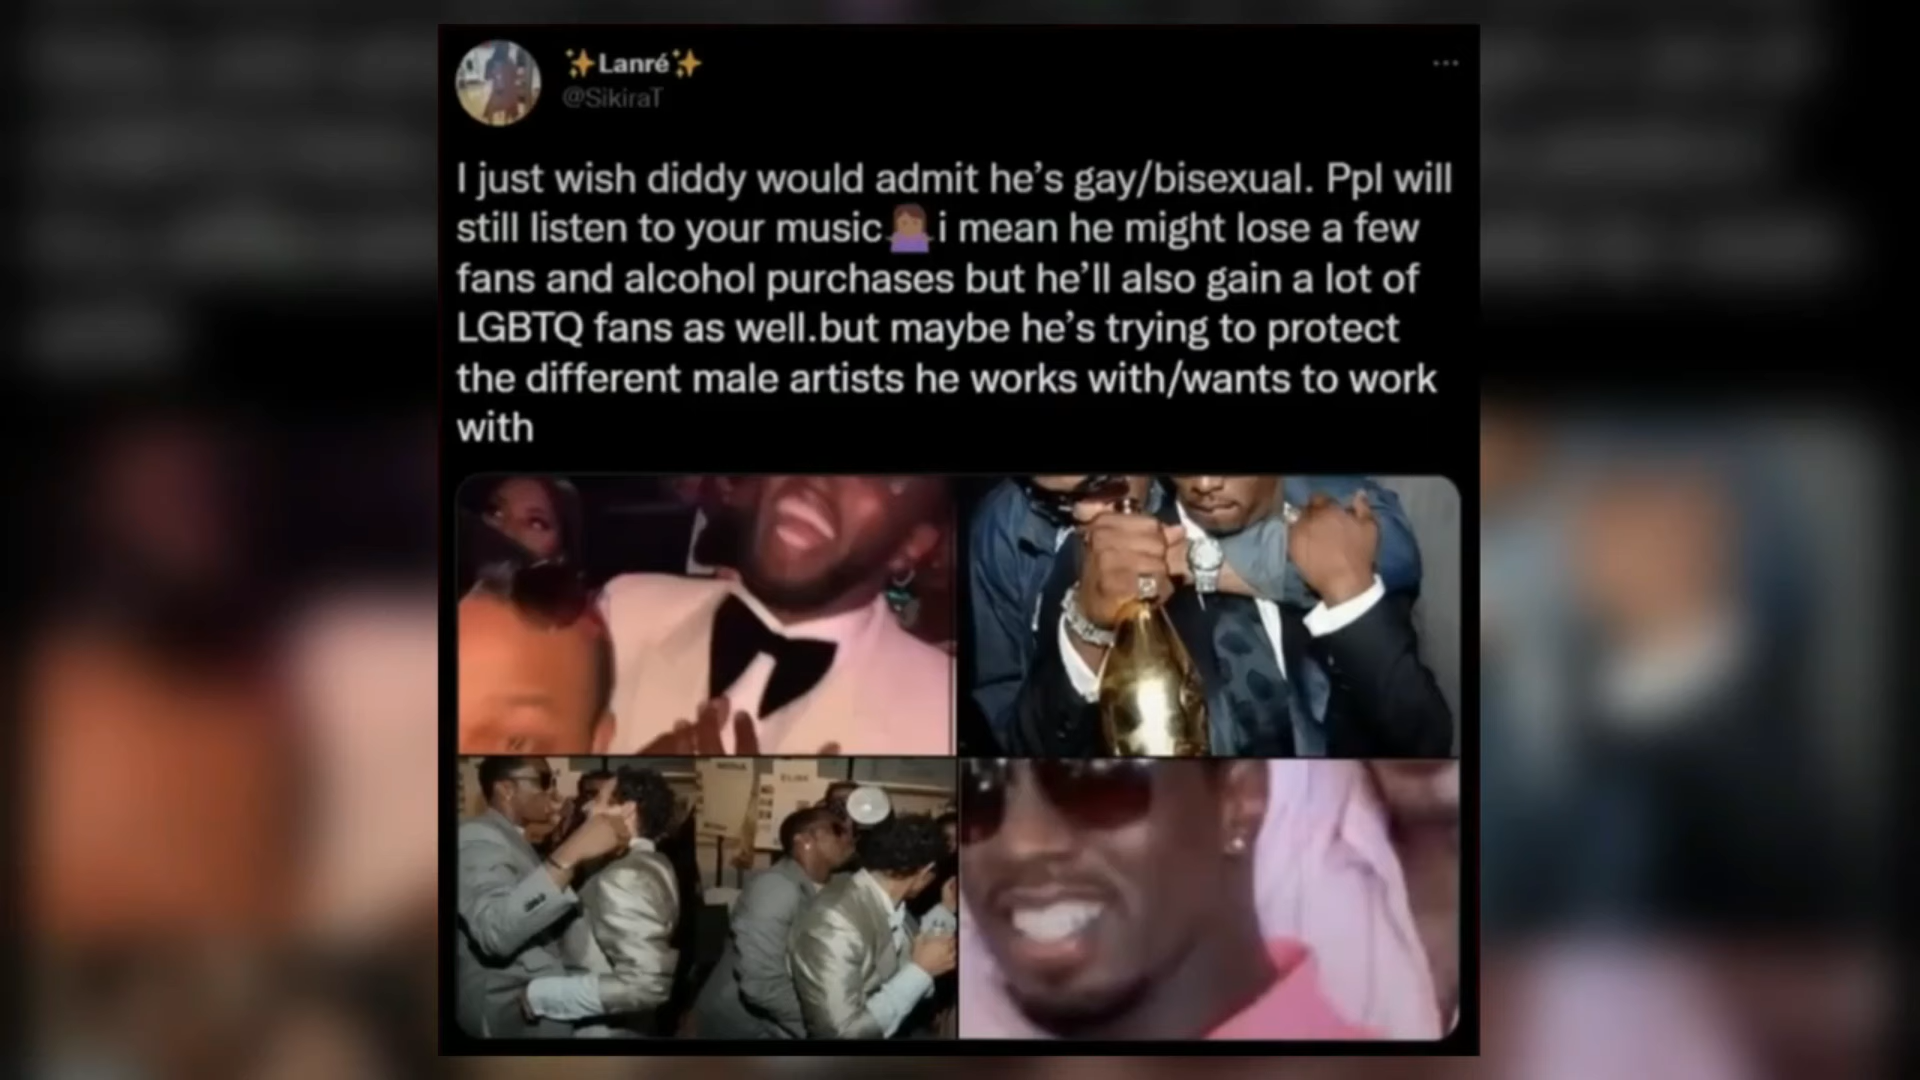 ✨Lanré✨
@SikiraT
I just wish diddy would admit he's gay/bisexual. Ppl will
still listen to your music🤷🏽‍♀️i mean he might lose a few
fans and alcohol purchases but he'll also gain a lot of
LGBTQ fans as well.but maybe he's trying to protect
the different male artists he works with/wants to work
with